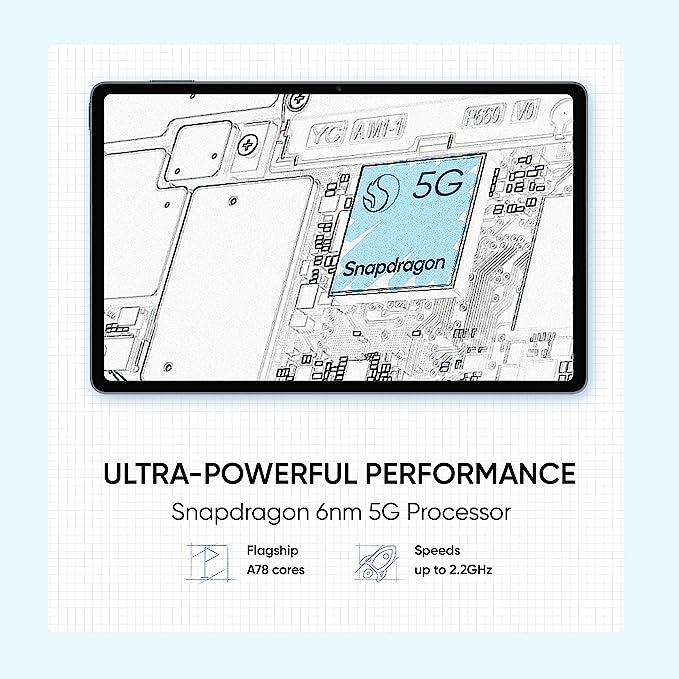 YC AM1-1
P660 V0
5G
Snapdragon
ULTRA-POWERFUL PERFORMANCE
Snapdragon 6nm 5G Processor
Flagship
A78 cores
Speeds
up to 2.2GHz